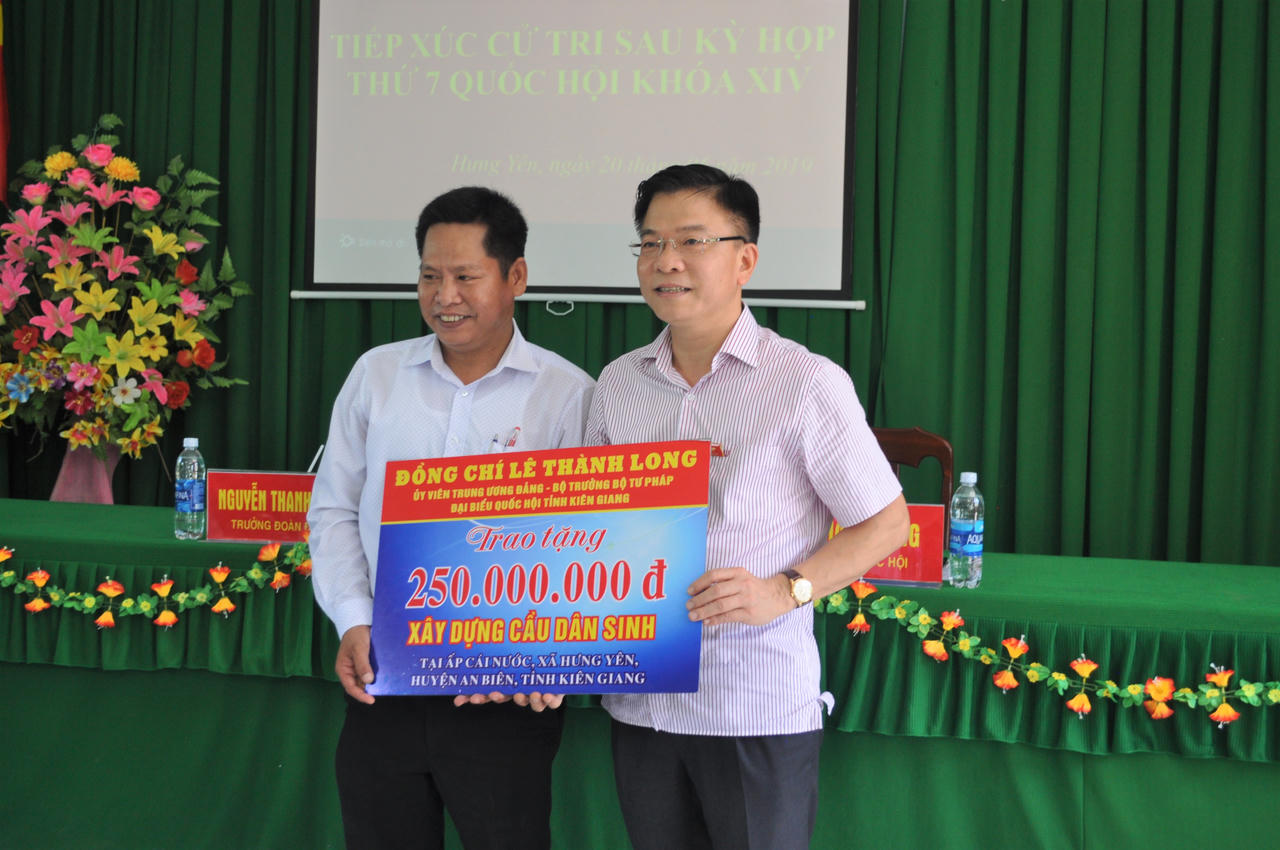 TIẾP XÚC CỬ TRI SAU KỲ HỌP
THỨ 7 QUỐC HỘI KHÓA XIV
Hưng Yên, ngày 20 năm 2019
NGUYỄN THANH
TRƯỞNG ĐOÀN
ĐỒNG CHÍ LÊ THÀNH LONG
ỦY VIÊN TRUNG ƯƠNG ĐẢNG - BỘ TRƯỞNG BỘ TƯ PHÁP
ĐẠI BIỂU QUỐC HỘI TỈNH KIÊN GIANG
Trao tặng
250.000.000 đ
XÂY DỰNG CẦU DÂN SINH
TẠI ẤP CÁI NƯỚC, XÃ HƯNG YÊN,
HUYỆN AN BIÊN, TỈNH KIÊN GIANG
HỘI